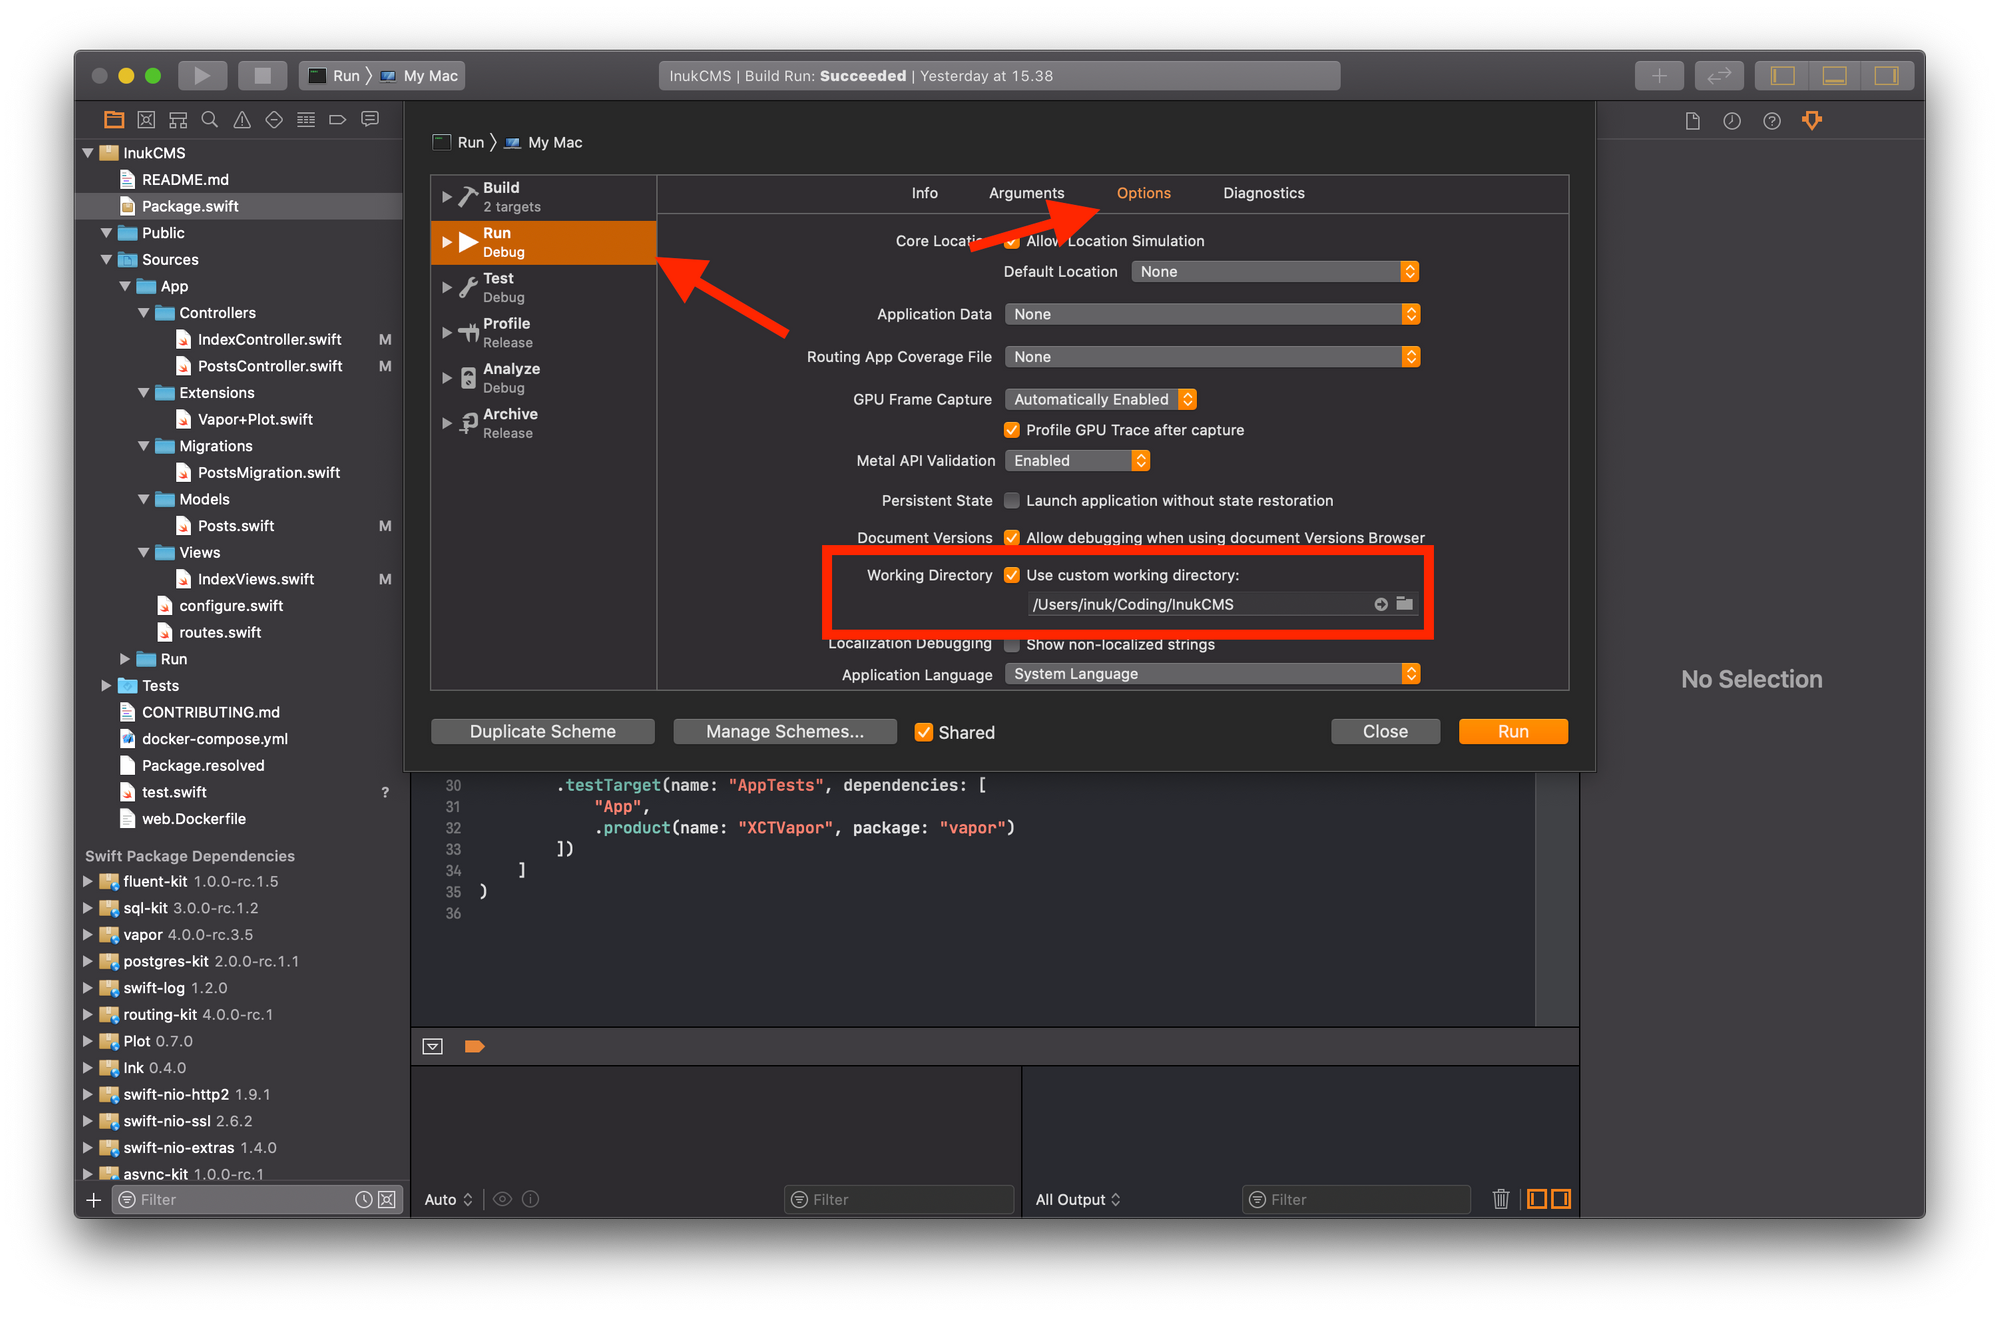 Run 〉 My Mac
InukCMS | Build Run: Succeeded | Yesterday at 15.38
InukCMS
README.md
Package.swift
Public
Sources
App
Controllers
IndexController.swift M
PostsController.swift M
Extensions
Vapor+Plot.swift
Migrations
PostsMigration.swift
Models
Posts.swift M
Views
IndexViews.swift M
configure.swift
routes.swift
Run
Tests
CONTRIBUTING.md
docker-compose.yml
Package.resolved
test.swift ?
web.Dockerfile
Swift Package Dependencies
fluent-kit 1.0.0-rc.1.5
sql-kit 3.0.0-rc.1.2
vapor 4.0.0-rc.3.5
postgres-kit 2.0.0-rc.1.1
swift-log 1.2.0
routing-kit 4.0.0-rc.1
Plot 0.7.0
Ink 0.4.0
swift-nio-http2 1.9.1
swift-nio-ssl 2.6.2
swift-nio-extras 1.4.0
async-kit 1.0.0-rc.1
Filter
Run 〉 My Mac
Build
2 targets
Run
Debug
Test
Debug
Profile
Release
Analyze
Debug
Archive
Release
Info Arguments Options Diagnostics
Allow Location Simulation
Default Location None
Application Data None
Routing App Coverage File None
GPU Frame Capture Automatically Enabled
Profile GPU Trace after capture
Metal API Validation Enabled
Persistent State Launch application without state restoration
Document Versions Allow debugging when using document Versions Browser
Working Directory Use custom working directory:
/Users/inuk/Coding/InukCMS
Localization Debugging Show non-localized strings
Application Language System Language
Duplicate Scheme Manage Schemes... Shared Close Run
30 .testTarget(name: "AppTests", dependencies: [
31 "App",
32 .product(name: "XCTVapor", package: "vapor")
33 ])
34 ]
35 )
36
Auto Filter All Output Filter
No Selection